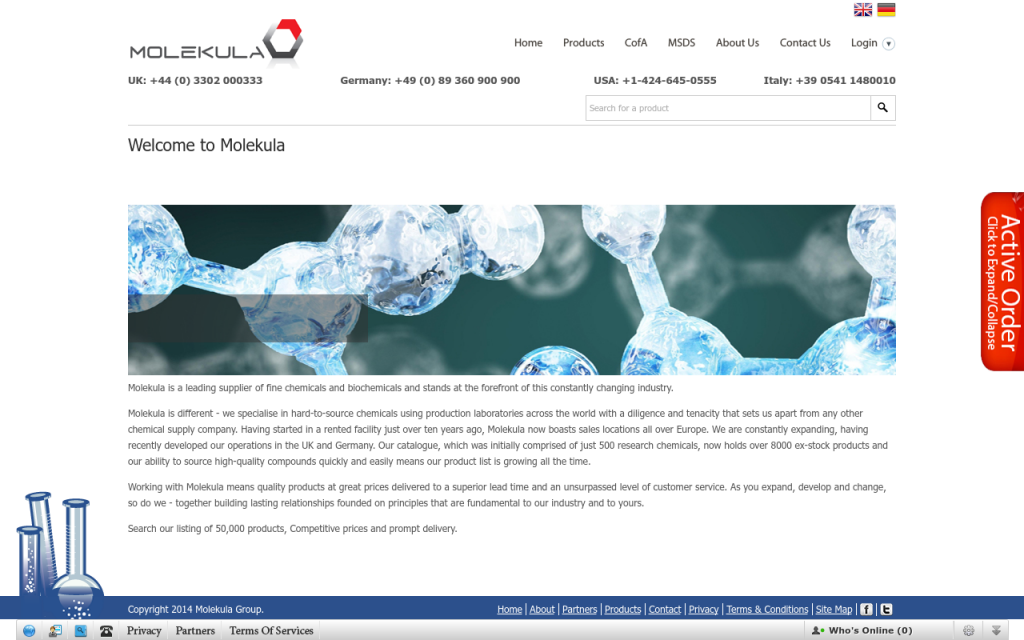 MOLEKULA
Home Products CofA MSDS About Us Contact Us Login
UK: +44 (0) 3302 000333 Germany: +49 (0) 89 360 900 900 USA: +1-424-645-0555 Italy: +39 0541 1480010
Search for a product
Welcome to Molekula
Active Order
Click to Expand/Collapse
Molekula is a leading supplier of fine chemicals and biochemicals and stands at the forefront of this constantly changing industry.
Molekula is different - we specialise in hard-to-source chemicals using production laboratories across the world with a diligence and tenacity that sets us apart from any other
chemical supply company. Having started in a rented facility just over ten years ago, Molekula now boasts sales locations all over Europe. We are constantly expanding, having
recently developed our operations in the UK and Germany. Our catalogue, which was initially comprised of just 500 research chemicals, now holds over 8000 ex-stock products and
our ability to source high-quality compounds quickly and easily means our product list is growing all the time.
Working with Molekula means quality products at great prices delivered to a superior lead time and an unsurpassed level of customer service. As you expand, develop and change,
so do we - together building lasting relationships founded on principles that are fundamental to our industry and to yours.
Search our listing of 50,000 products, Competitive prices and prompt delivery.
Copyright 2014 Molekula Group. Home | About | Partners | Products | Contact | Privacy | Terms & Conditions | Site Map |
Privacy Partners Terms Of Services Who's Online (0)